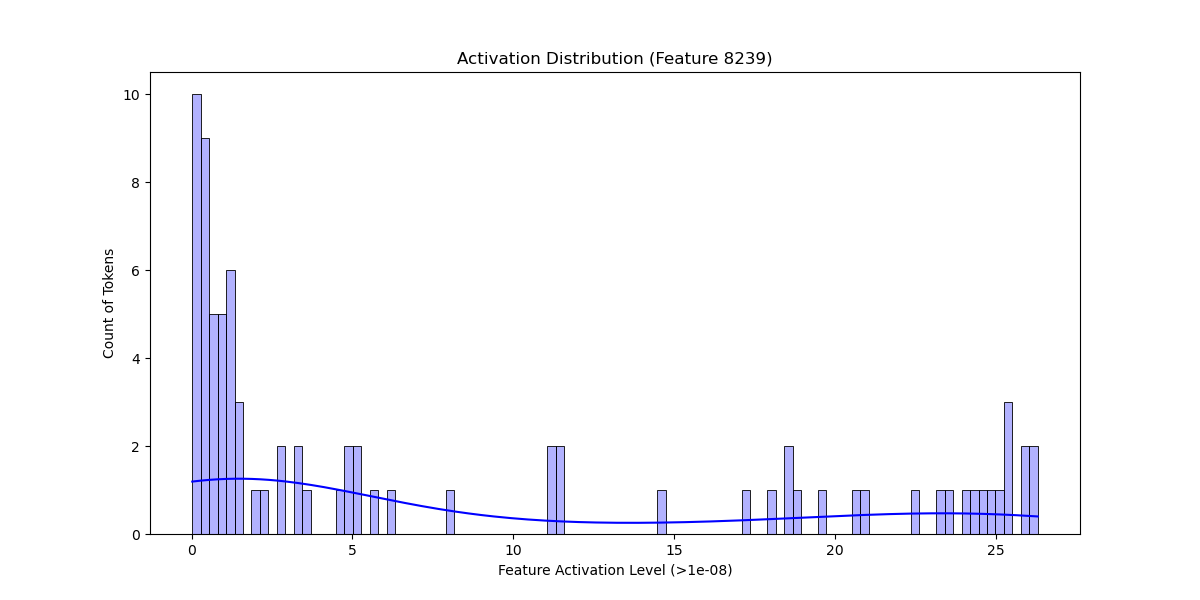 Activation Distribution (Feature 8239)
10
8
6
4
2
0
Count of Tokens
0 5 10 15 20 25
Feature Activation Level (>1e-08)